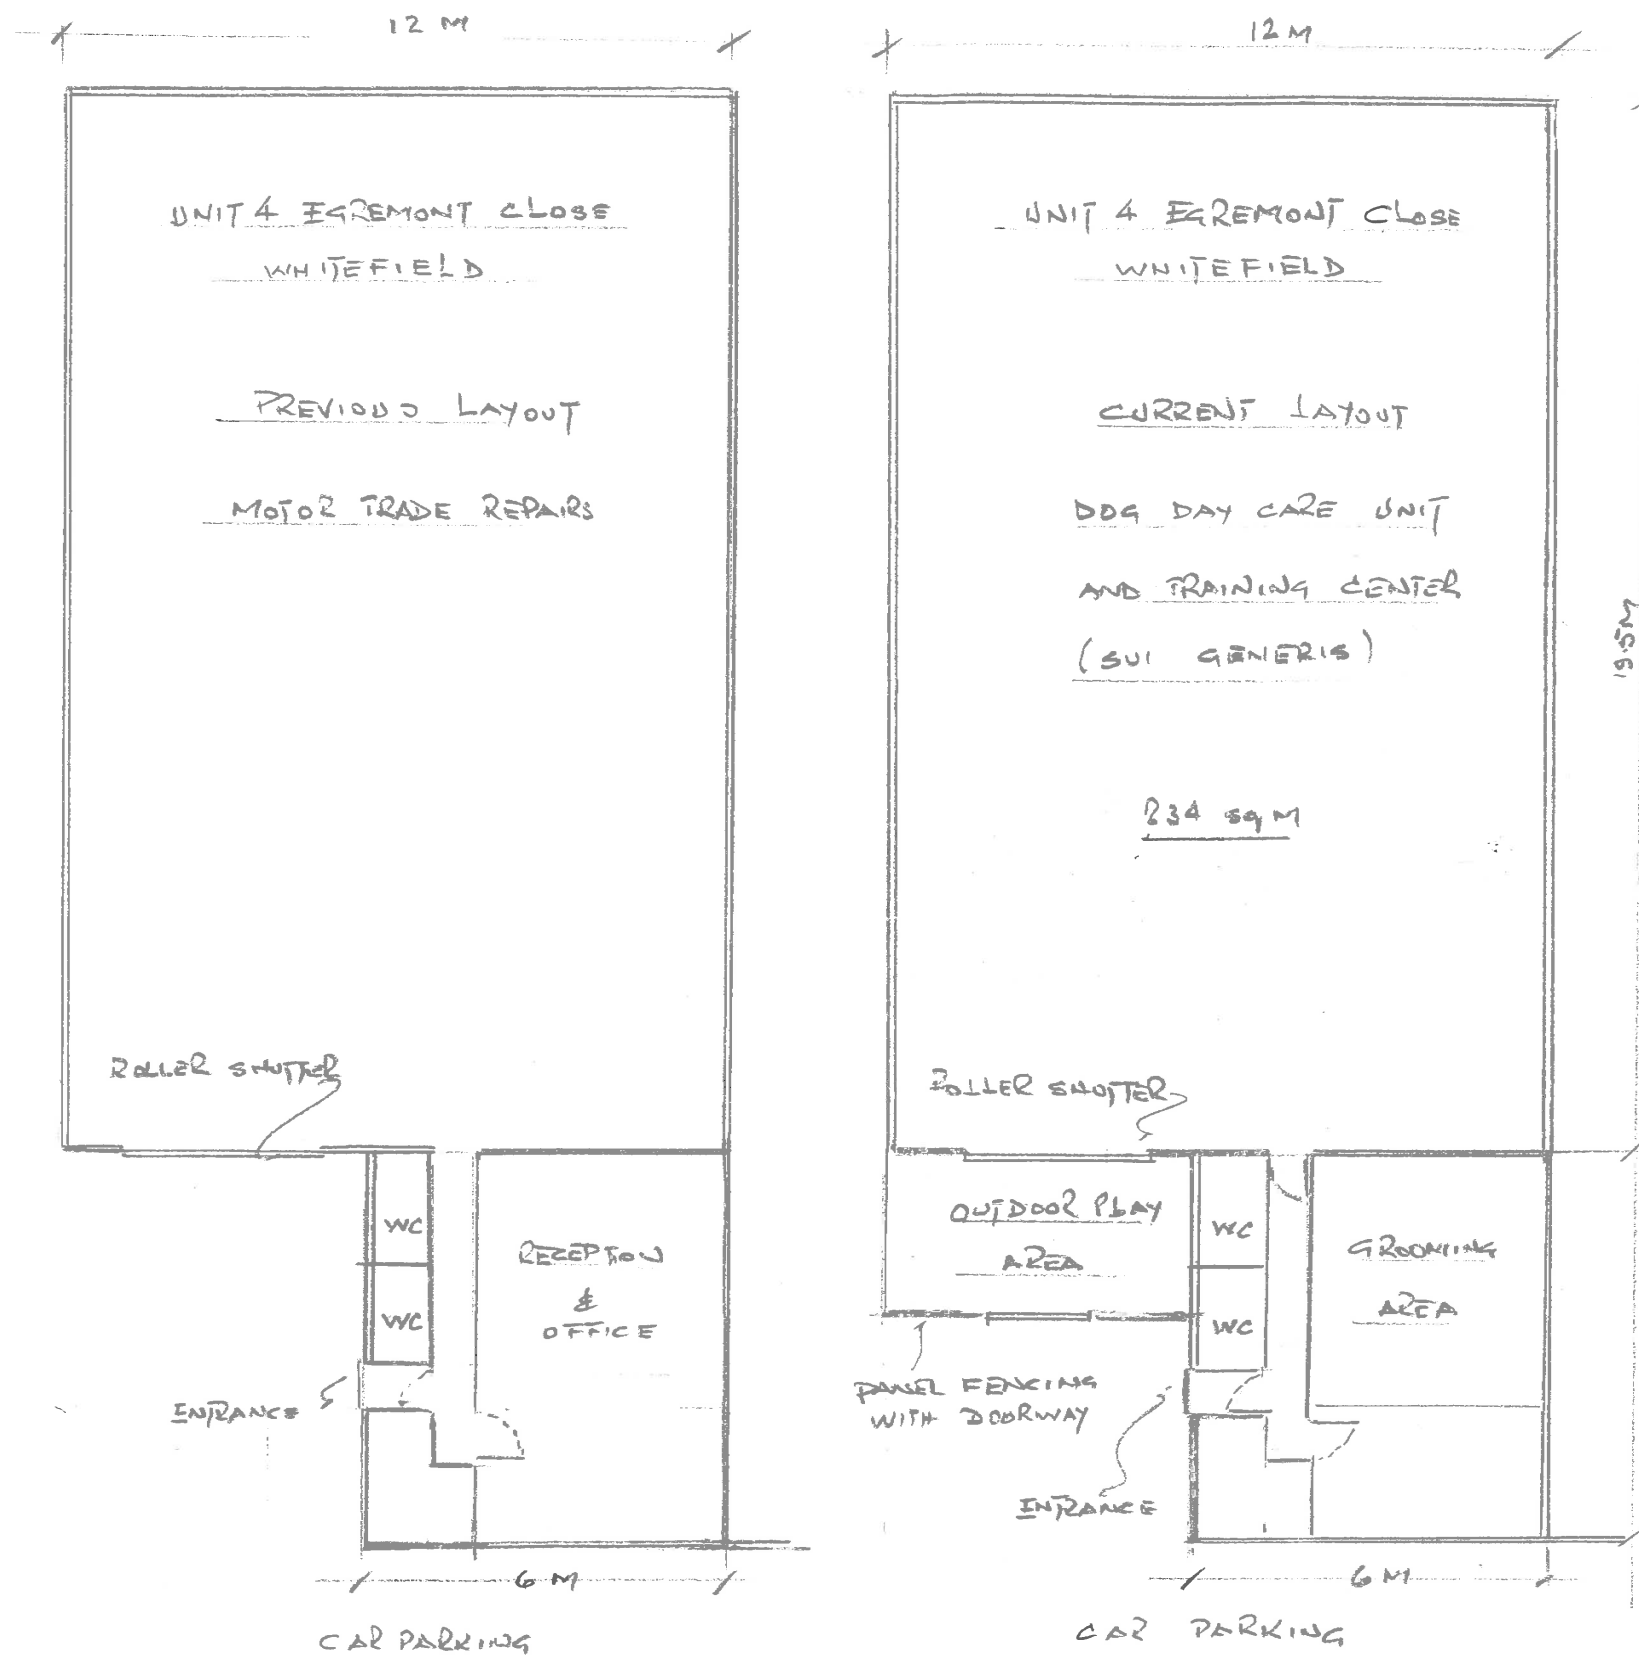 12 M
UNIT 4 EGREMONT CLOSE
WHITEFIELD
PREVIOUS LAYOUT
MOTOR TRADE REPAIRS
ROLLER SHUTTER
WC
WC
RECEPTION
&
OFFICE
ENTRANCE
6 M
CAR PARKING
12 M
UNIT 4 EGREMONT CLOSE
WHITEFIELD
CURRENT LAYOUT
DOG DAY CARE UNIT
AND TRAINING CENTER
(SUI GENERIS)
19.5M
234 sq M
ROLLER SHUTTER
OUTDOOR PLAY
AREA
WC
WC
GROOMING
AREA
PANEL FENCING
WITH DOORWAY
ENTRANCE
6 M
CAR PARKING